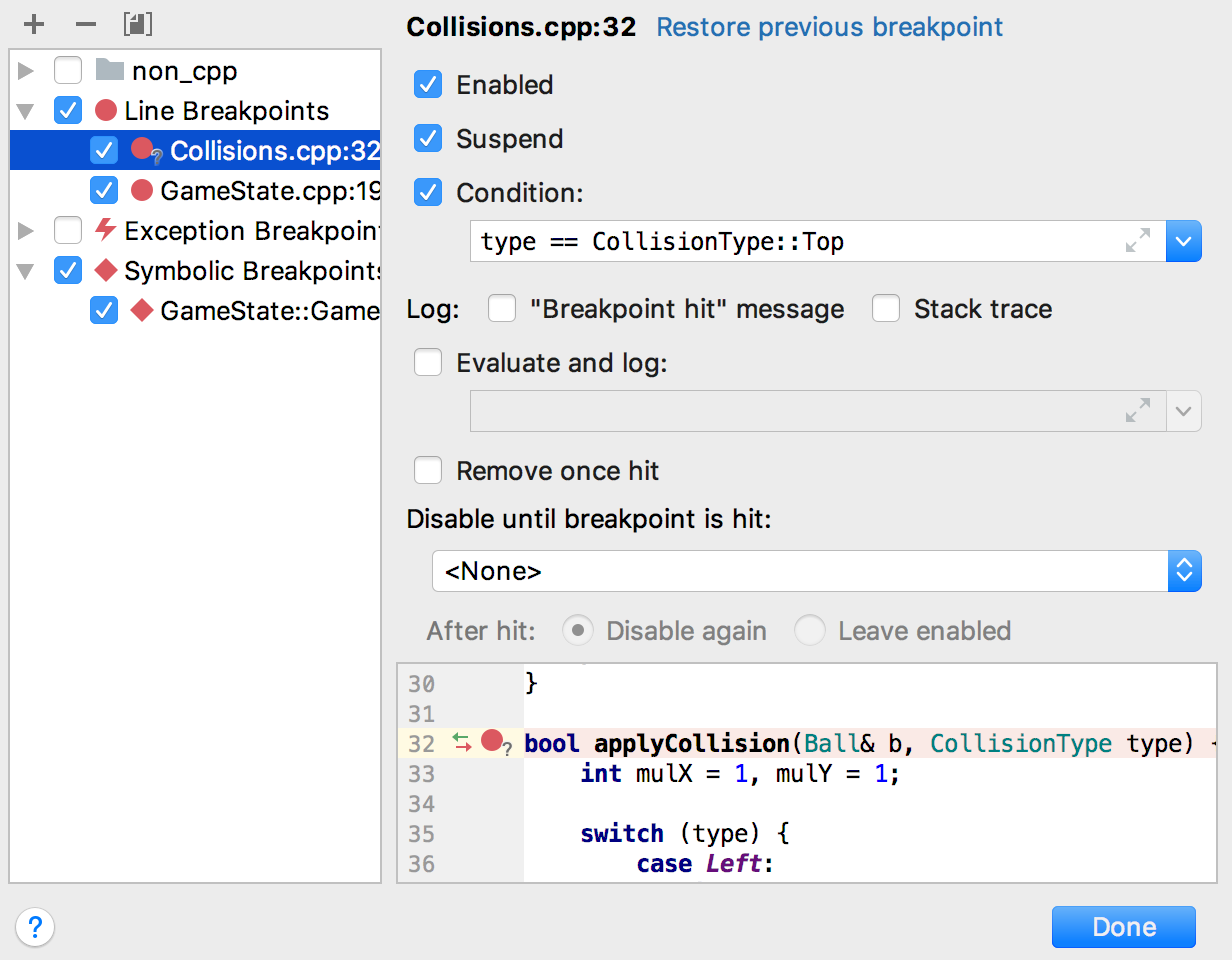 Collisions.cpp:32 Restore previous breakpoint
non_cpp
Line Breakpoints
Collisions.cpp:32
GameState.cpp:19
Exception Breakpoin
Symbolic Breakpoints
GameState::Game
Enabled
Suspend
Condition:
type == CollisionType::Top
Log: "Breakpoint hit" message Stack trace
Evaluate and log:
Remove once hit
Disable until breakpoint is hit:
<None>
After hit: Disable again Leave enabled
30 }
31
32 ? bool applyCollision(Ball& b, CollisionType type) {
33 int mulX = 1, mulY = 1;
34
35 switch (type) {
36 case Left:
? Done